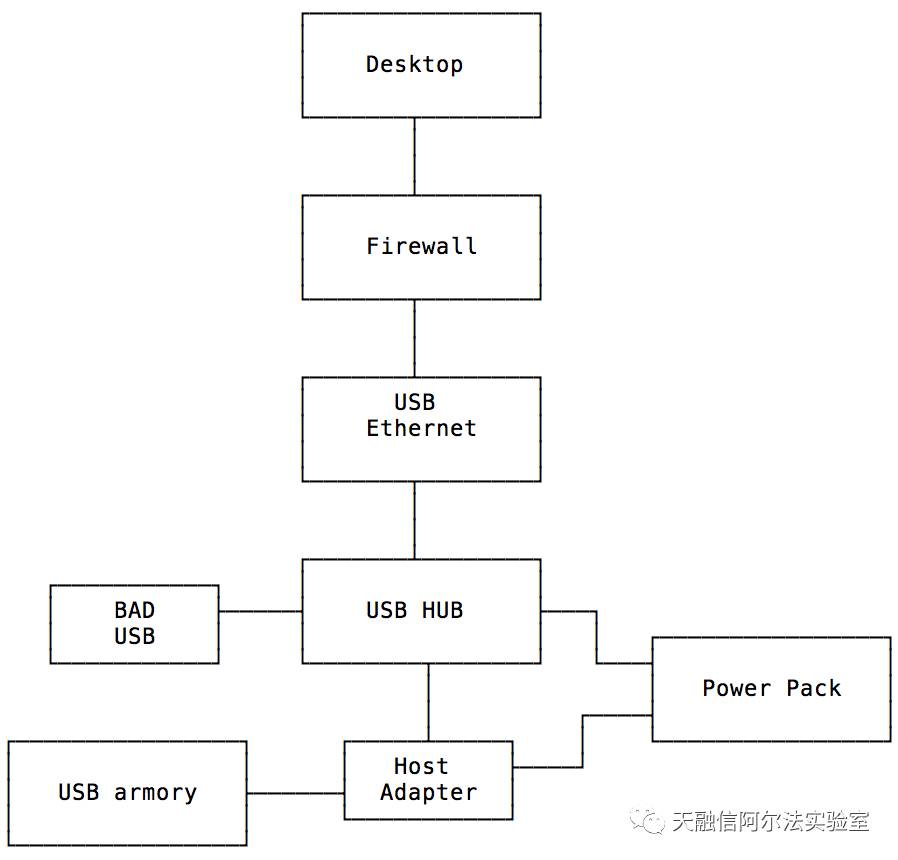 Desktop
Firewall
USB
Ethernet
BAD
USB
USB HUB
Power Pack
USB armory
Host
Adapter
天融信阿尔法实验室